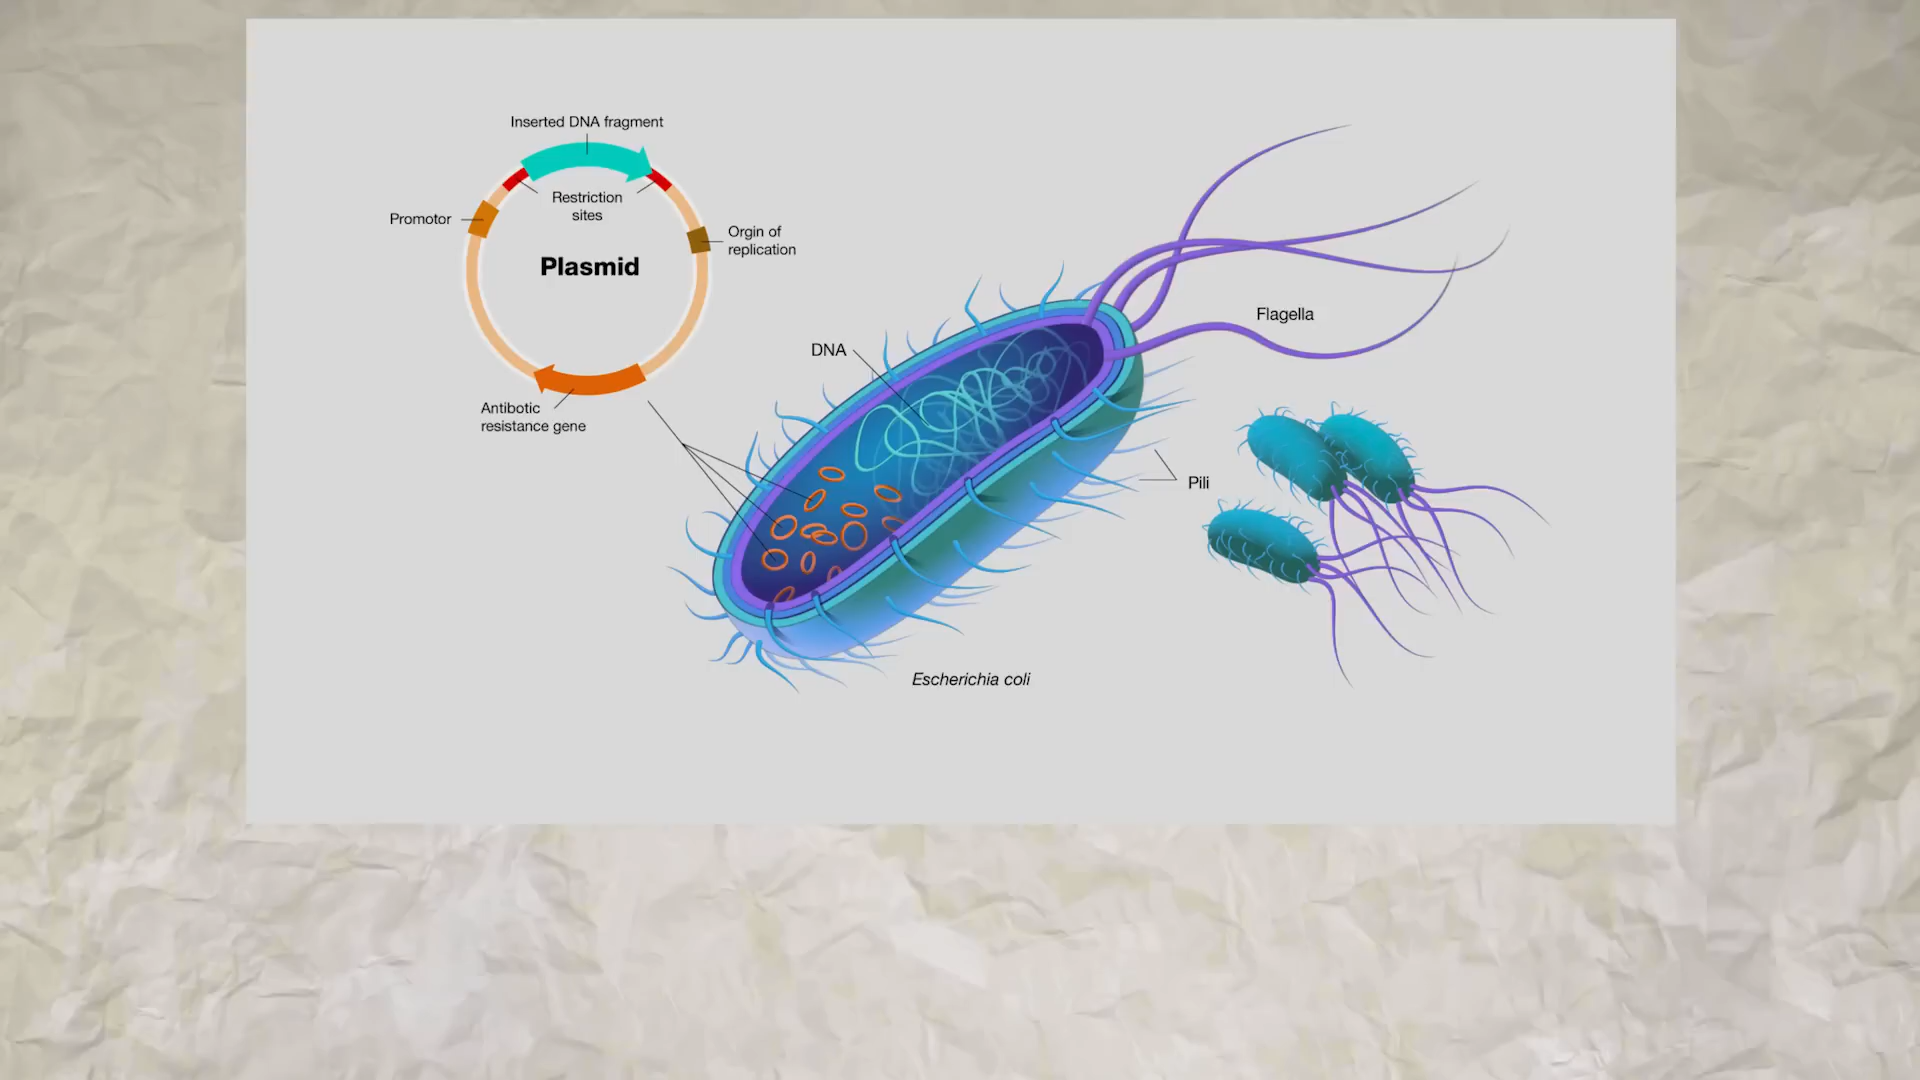 Inserted DNA fragment
Restriction
sites
Promotor
Orgin of
replication
Plasmid
Antibotic
resistance gene
DNA
Flagella
Pili
Escherichia coli